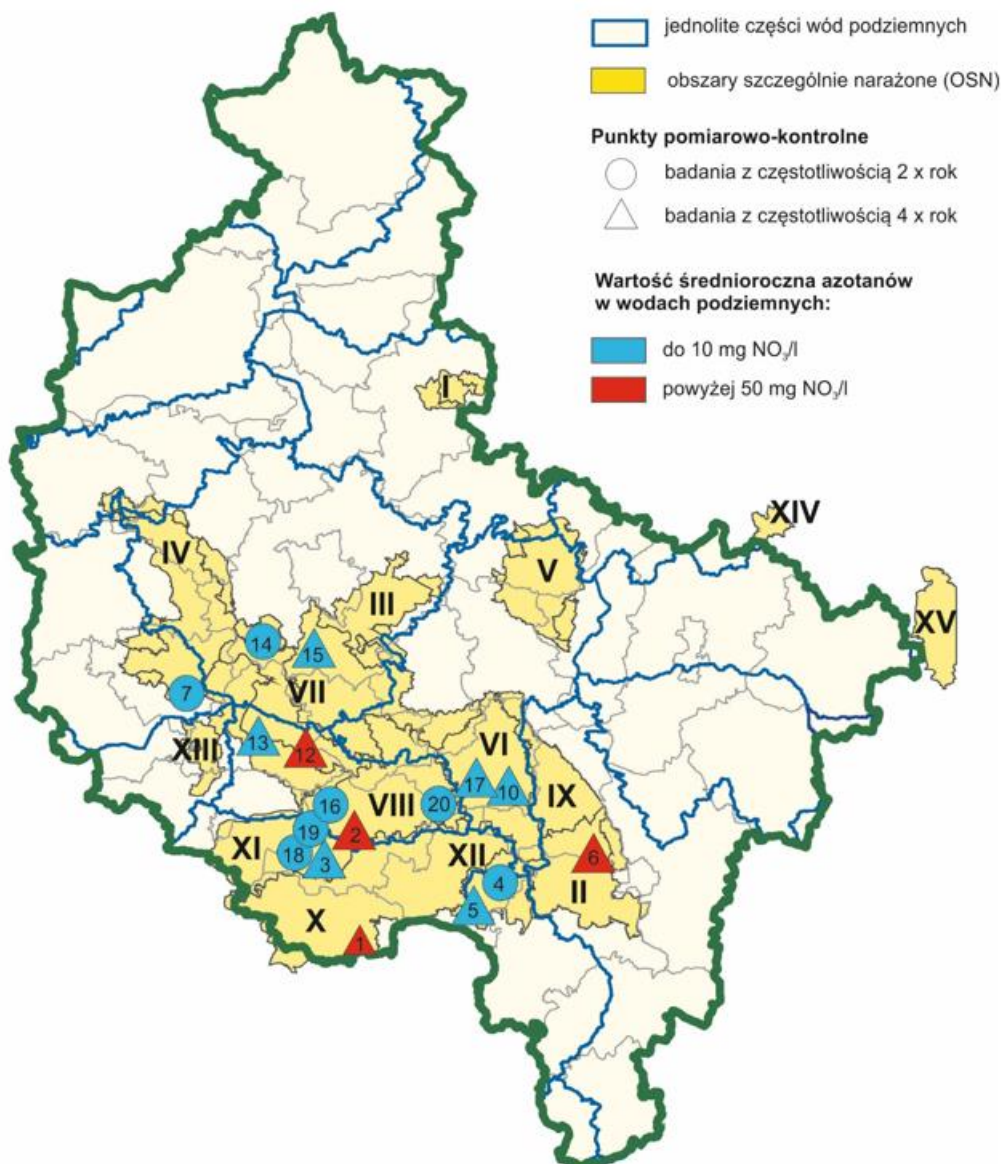 jednolite części wód podziemnych
obszary szczególnie narażone (OSN)
Punkty pomiarowo-kontrolne
badania z częstotliwością 2 x rok
badania z częstotliwością 4 x rok
Wartość średnioroczna azotanów
w wodach podziemnych:
do 10 mg NO₃/l
powyżej 50 mg NO₃/l
I
XIV
IV
V
III
XV
14
15
7
VII
XIII
13
12
VI
17
10
IX
16
VIII
20
19
2
XI
18
3
XII
6
4
II
5
X
1